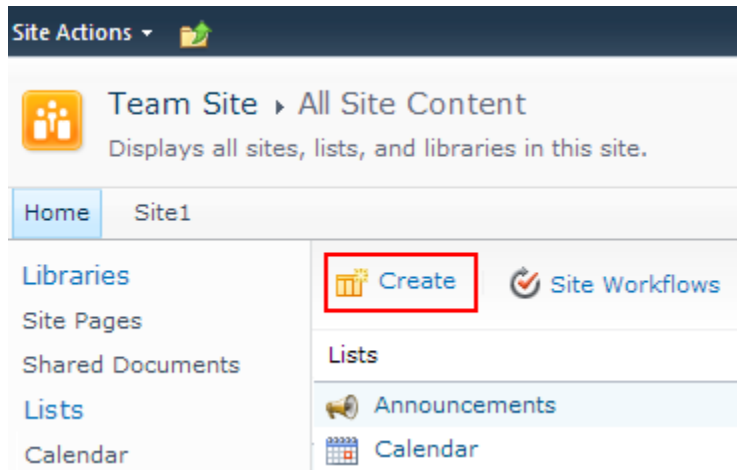 Site Actions
Team Site ▸ All Site Content
Displays all sites, lists, and libraries in this site.
Home Site1
Libraries
Site Pages
Shared Documents
Lists
Calendar
Create Site Workflows
Lists
Announcements
Calendar